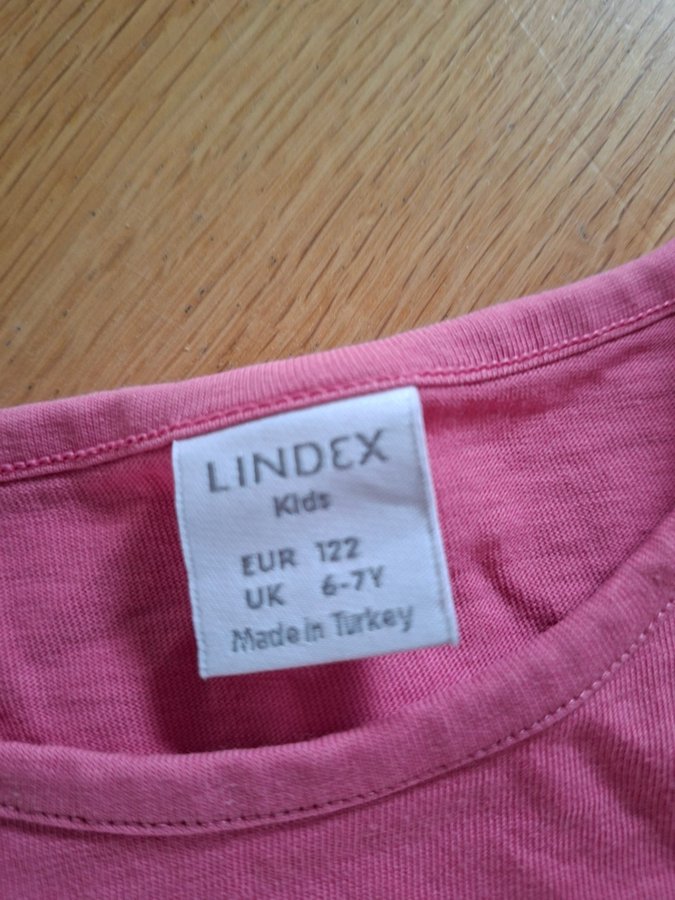 LINDEX
Kids
EUR 122
UK 6-7Y
Made in Turkey